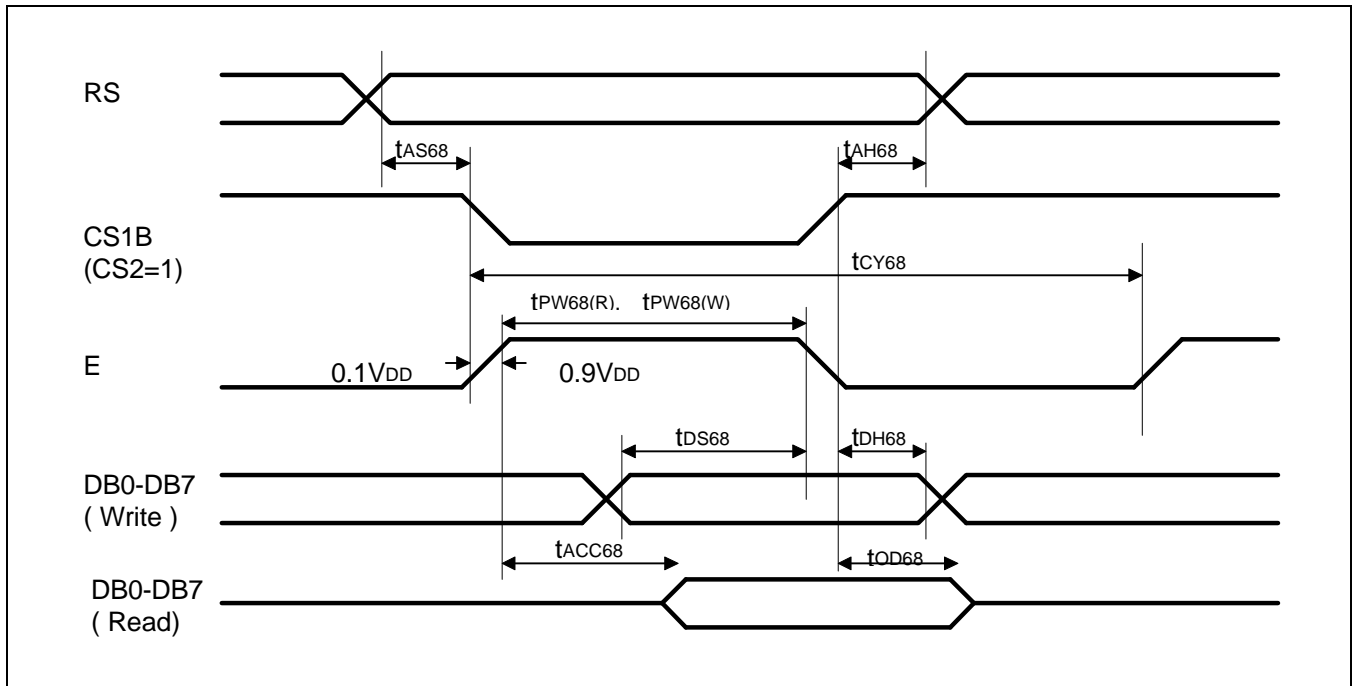 RS
tAS68
tAH68
CS1B
(CS2=1)
tCY68
tPW68(R), tPW68(W)
E
0.1VDD
0.9VDD
tDS68
tDH68
DB0-DB7
( Write )
tACC68
tOD68
DB0-DB7
( Read)